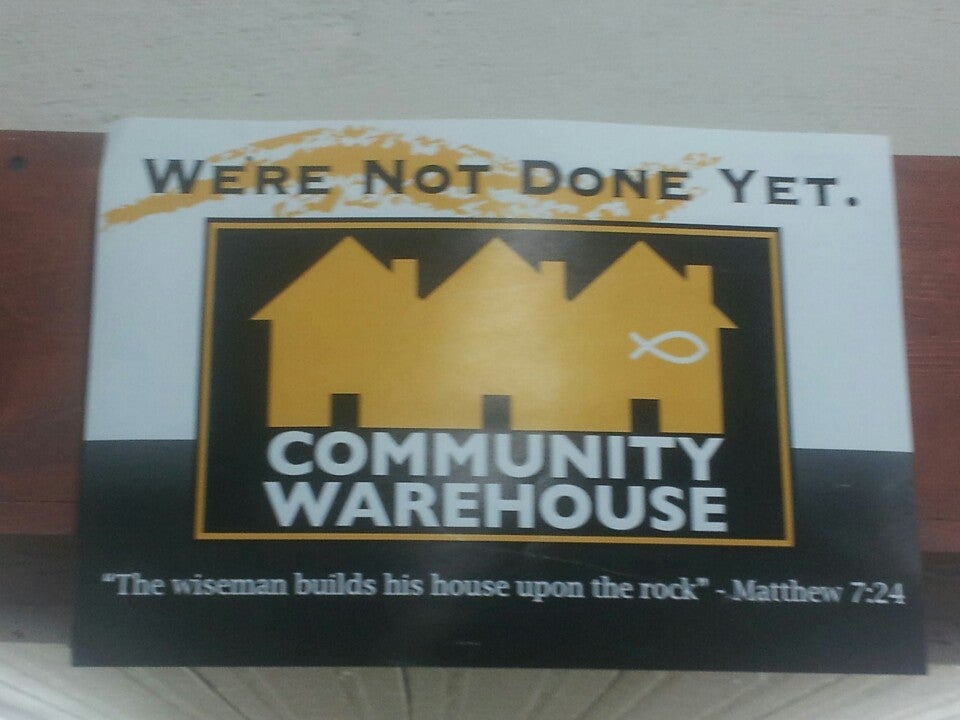 WE'RE NOT DONE YET.
COMMUNITY
WAREHOUSE
"The wiseman builds his house upon the rock" - Matthew 7:24